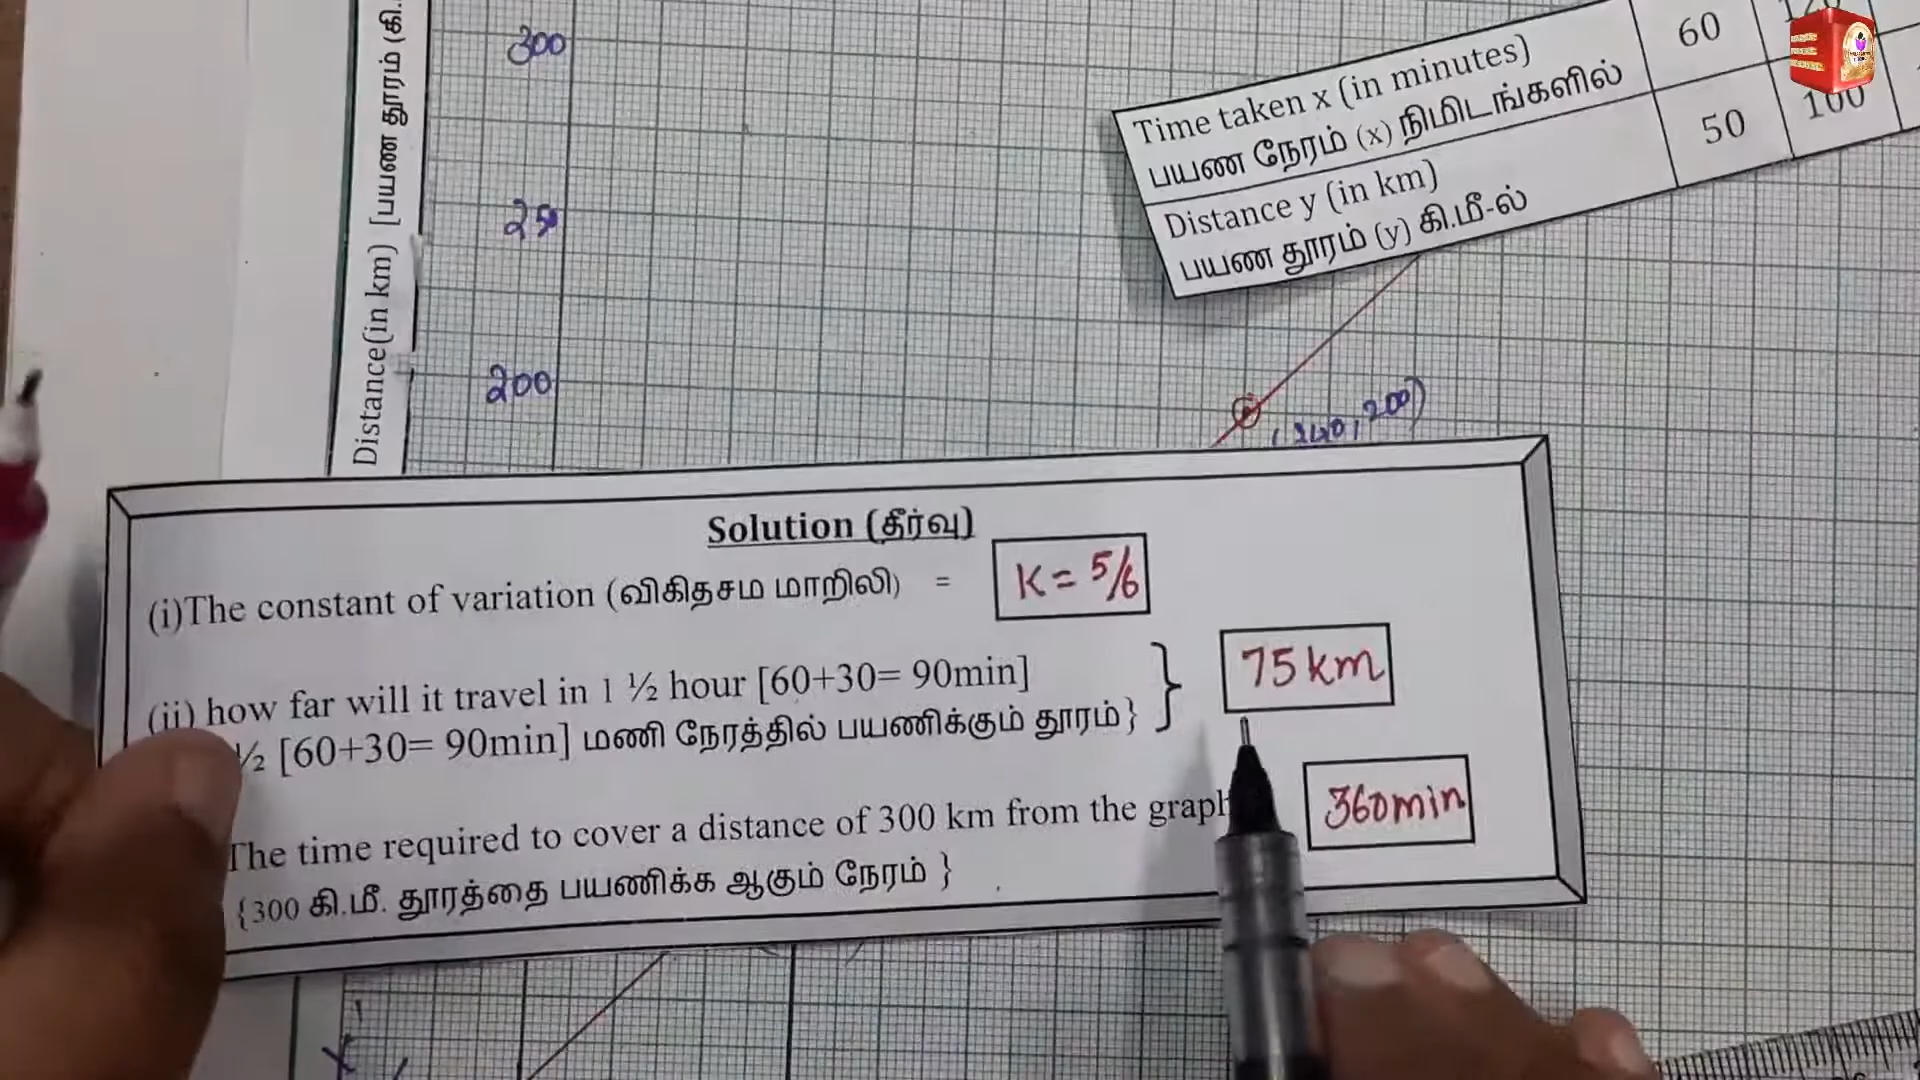 300
Distance(in km) [பயண தூரம் (கி.
200
Time taken x (in minutes)
பயண நேரம் (x) நிமிடங்களில்
60
Distance y (in km)
பயண தூரம் (y) கி.மீ-ல்
50
100
(240, 200)
Solution (தீர்வு)
(i)The constant of variation (விகிதசம மாறிலி) = K = 5/6
(ii) how far will it travel in 1 ½ hour [60+30= 90min]
½ [60+30= 90min] மணி நேரத்தில் பயணிக்கும் தூரம்}
75 km
The time required to cover a distance of 300 km from the
360min
{300 கி.மீ. தூரத்தை பயணிக்க ஆகும் நேரம் }